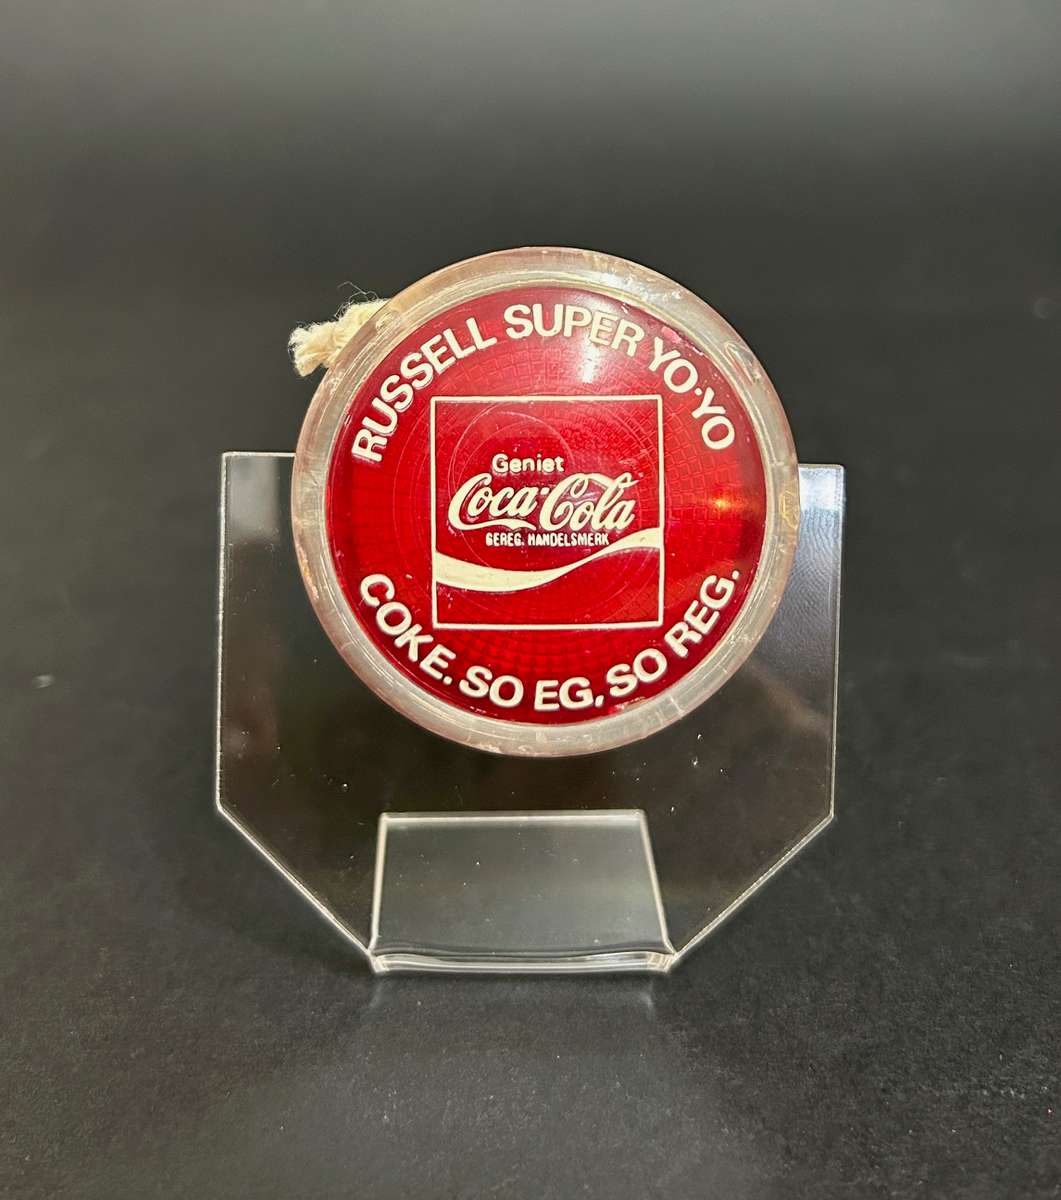 RUSSELL SUPER YO-YO
Geniet
Coca-Cola
GEREG. HANDELSMERK
COKE. SO EG, SO REG.